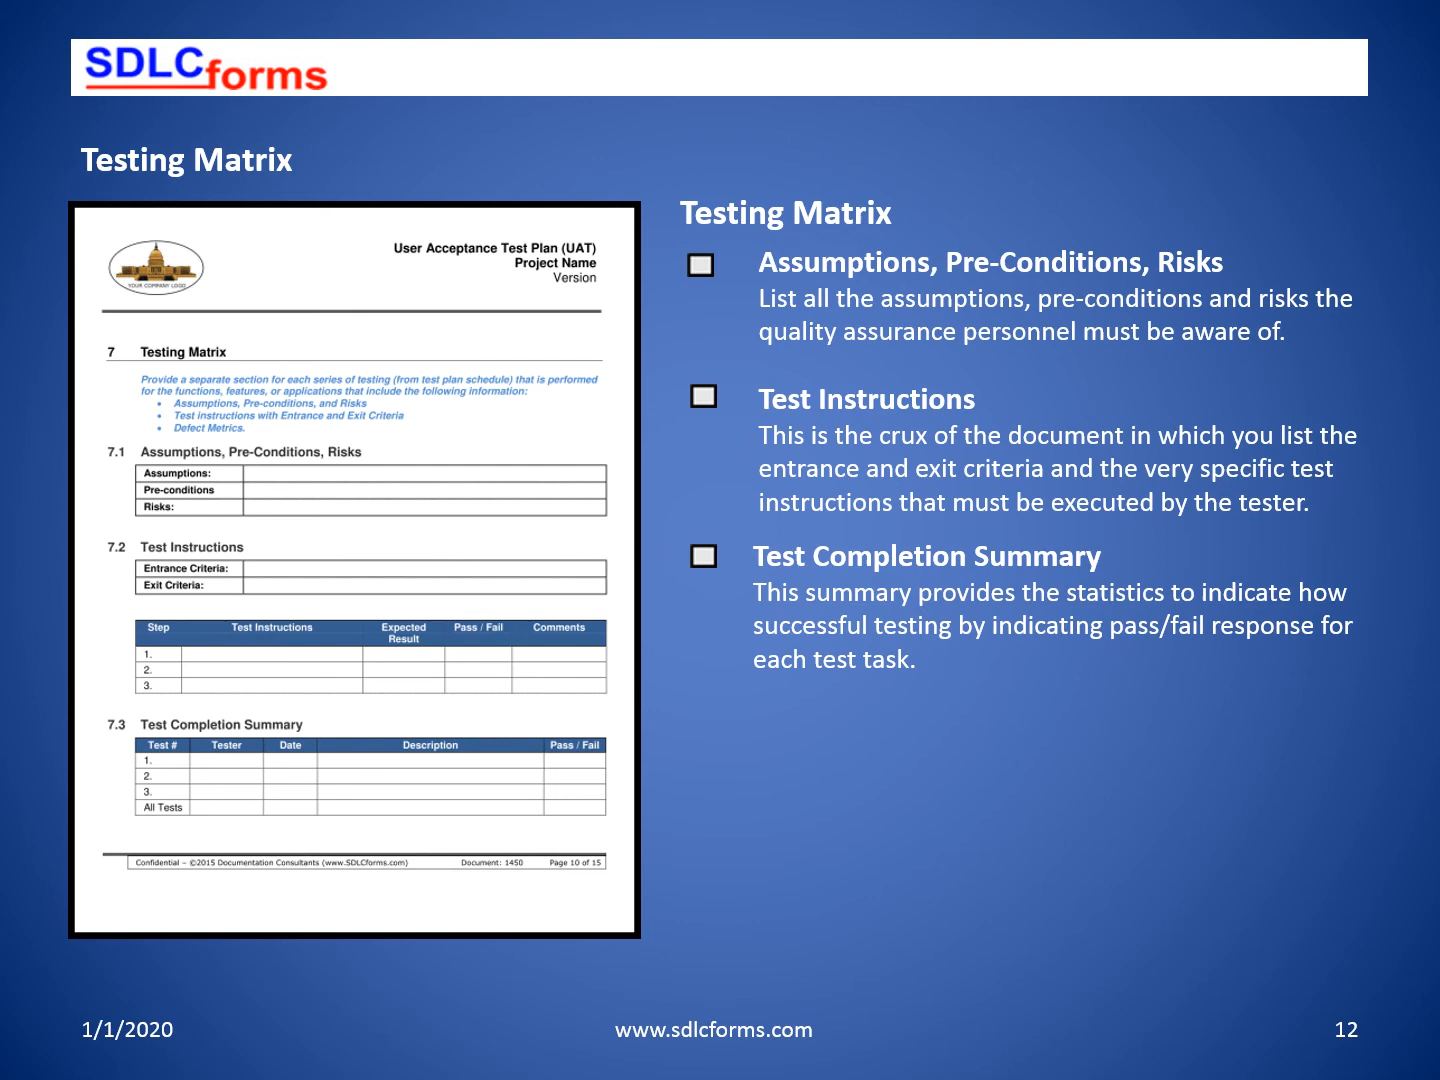 SDLCforms
Testing Matrix
YOUR COMPANY LOGO
User Acceptance Test Plan (UAT)
Project Name
Version
7 Testing Matrix
Provide a separate section for each series of testing (from test plan schedule) that is performed
for the functions, features, or applications that include the following information:
• Assumptions, Pre-conditions, and Risks
• Test instructions with Entrance and Exit Criteria
• Defect Metrics.
7.1 Assumptions, Pre-Conditions, Risks
Assumptions:
Pre-conditions
Risks:
7.2 Test Instructions
Entrance Criteria:
Exit Criteria:
Step Test Instructions Expected Pass / Fail Comments
Result
1.
2.
3.
7.3 Test Completion Summary
Test # Tester Date Description Pass / Fail
1.
2.
3.
All Tests
Confidential – ©2015 Documentation Consultants (www.SDLCforms.com) Document: 1450 Page 10 of 15
Testing Matrix
Assumptions, Pre-Conditions, Risks
List all the assumptions, pre-conditions and risks the
quality assurance personnel must be aware of.
Test Instructions
This is the crux of the document in which you list the
entrance and exit criteria and the very specific test
instructions that must be executed by the tester.
Test Completion Summary
This summary provides the statistics to indicate how
successful testing by indicating pass/fail response for
each test task.
1/1/2020 www.sdlcforms.com 12